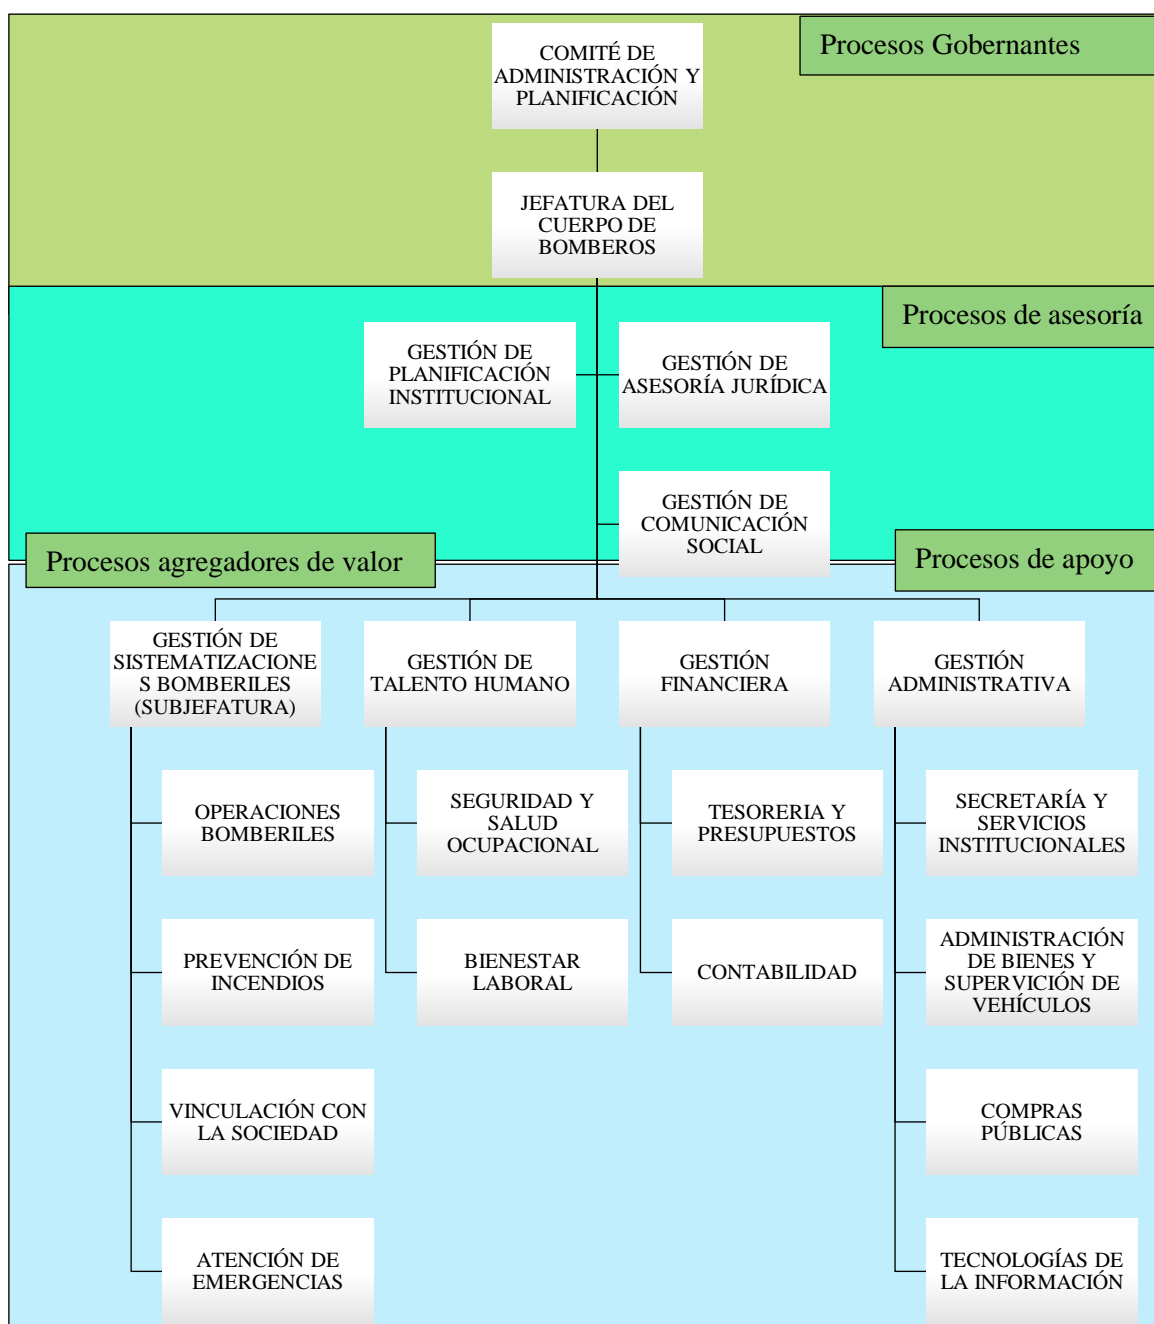 Procesos Gobernantes
COMITÉ DE
ADMINISTRACIÓN Y
PLANIFICACIÓN
JEFATURA DEL
CUERPO DE
BOMBEROS
Procesos de asesoría
GESTIÓN DE
PLANIFICACIÓN
INSTITUCIONAL
GESTIÓN DE
ASESORÍA JURÍDICA
GESTIÓN DE
COMUNICACIÓN
SOCIAL
Procesos agregadores de valor
Procesos de apoyo
GESTIÓN DE
SISTEMATIZACIONE
S BOMBERILES
(SUBJEFATURA)
OPERACIONES
BOMBERILES
PREVENCIÓN DE
INCENDIOS
VINCULACIÓN CON
LA SOCIEDAD
ATENCIÓN DE
EMERGENCIAS
GESTIÓN DE
TALENTO HUMANO
SEGURIDAD Y
SALUD
OCUPACIONAL
BIENESTAR
LABORAL
GESTIÓN
FINANCIERA
TESORERIA Y
PRESUPUESTOS
CONTABILIDAD
GESTIÓN
ADMINISTRATIVA
SECRETARÍA Y
SERVICIOS
INSTITUCIONALES
ADMINISTRACIÓN
DE BIENES Y
SUPERVICIÓN DE
VEHÍCULOS
COMPRAS
PÚBLICAS
TECNOLOGÍAS DE
LA INFORMACIÓN